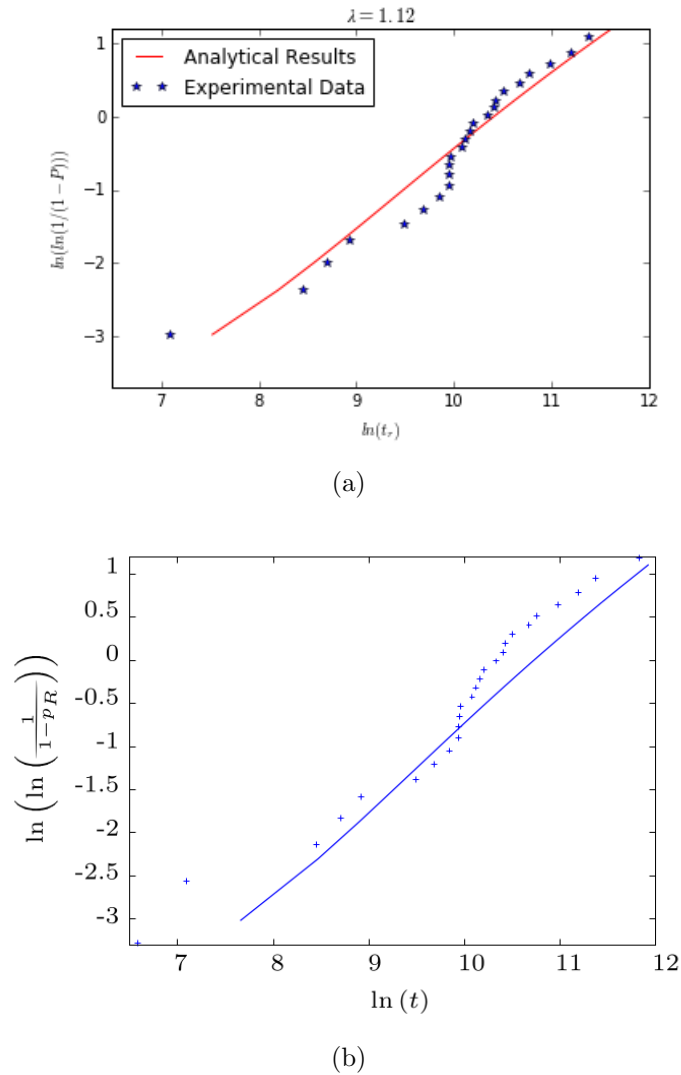 λ = 1.12
Analytical Results
Experimental Data
1
0
−1
−2
−3
ln(ln(1/(1 − P)))
7 8 9 10 11 12
ln(t_r)
(a)
1
0.5
0
-0.5
-1
-1.5
-2
-2.5
-3
ln(ln(1/(1−p_R)))
7 8 9 10 11 12
ln (t)
(b)